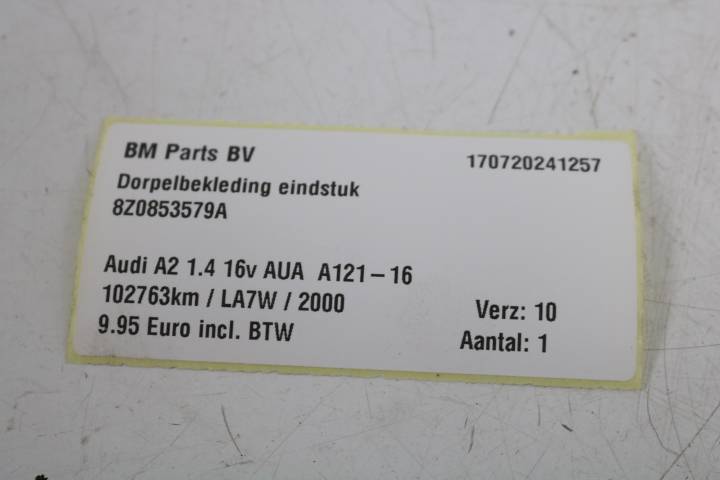 BM Parts BV 170720241257
Dorpelbekleding eindstuk
8Z0853579A
Audi A2 1.4 16v AUA A121-16
102763km / LA7W / 2000 Verz: 10
9.95 Euro incl. BTW Aantal: 1